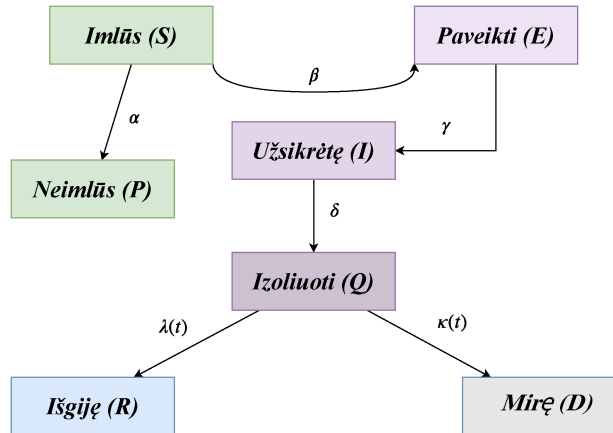 Imlūs (S)
Paveikti (E)
β
α
γ
Užsikrėtę (I)
Neimlūs (P)
δ
Izoliuoti (Q)
λ(t)
κ(t)
Išgiję (R)
Mirę (D)